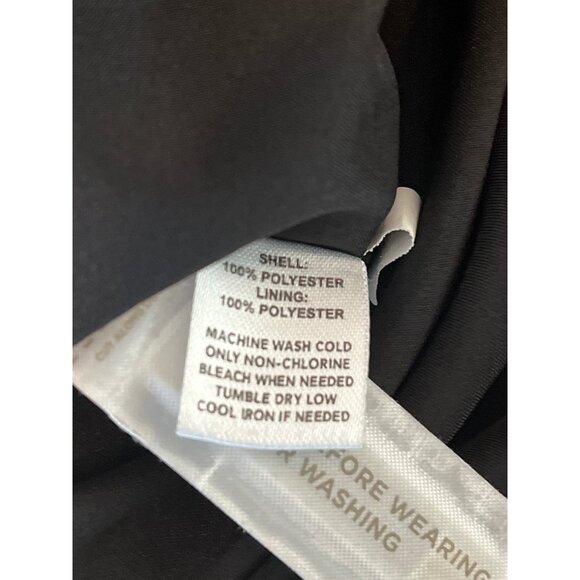 SHELL:
100% POLYESTER
LINING:
100% POLYESTER
MACHINE WASH COLD
ONLY NON-CHLORINE
BLEACH WHEN NEEDED
TUMBLE DRY LOW
COOL IRON IF NEEDED
BEFORE WEARING
WASHING